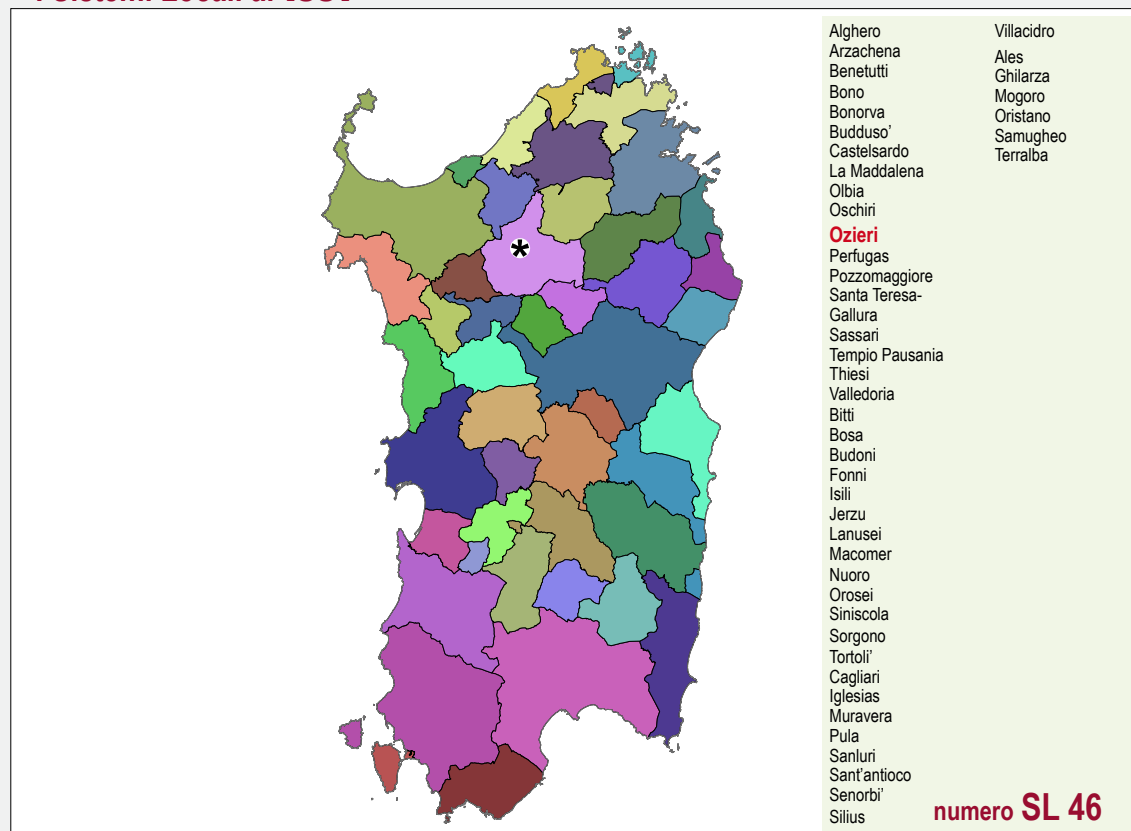 Alghero
Arzachena
Benetutti
Bono
Bonorva
Budduso'
Castelsardo
La Maddalena
Olbia
Oschiri
Ozieri
Perfugas
Pozzomaggiore
Santa Teresa-
Gallura
Sassari
Tempio Pausania
Thiesi
Valledoria
Bitti
Bosa
Budoni
Fonni
Isili
Jerzu
Lanusei
Macomer
Nuoro
Orosei
Siniscola
Sorgono
Tortoli'
Cagliari
Iglesias
Muravera
Pula
Sanluri
Sant'antioco
Senorbi'
Silius
Villacidro
Ales
Ghilarza
Mogoro
Oristano
Samugheo
Terralba
*
numero SL 46